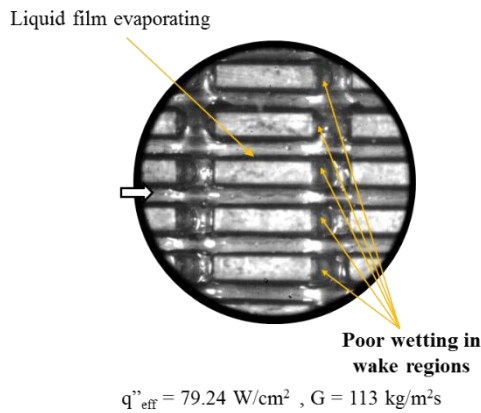 Liquid film evaporating
Poor wetting in
wake regions
q”eff = 79.24 W/cm² , G = 113 kg/m²s